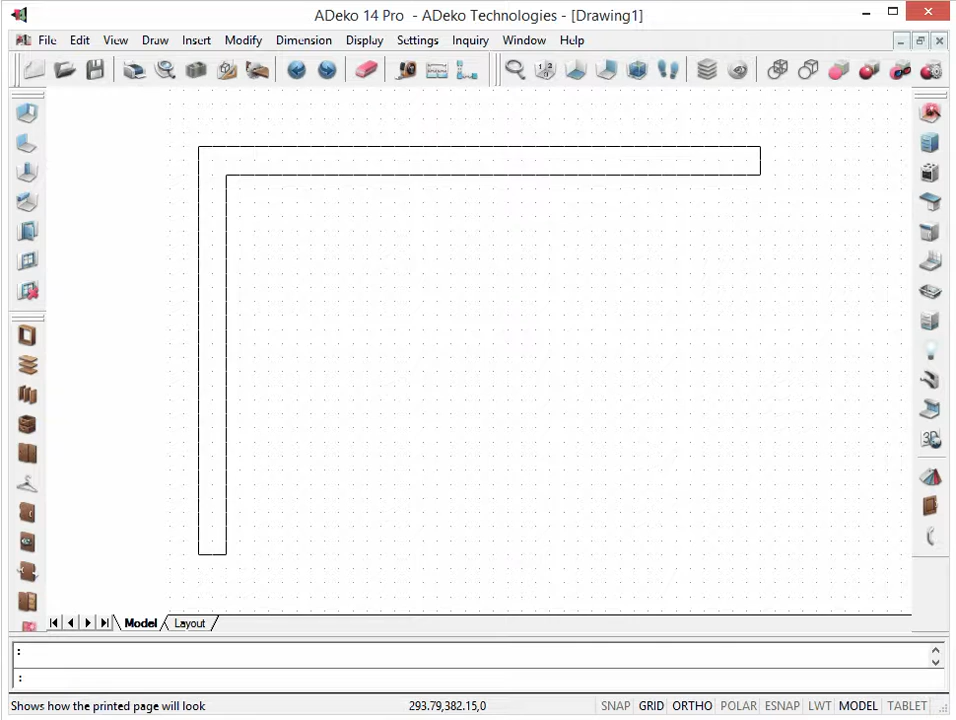 ADeko 14 Pro - ADeko Technologies - [Drawing1]
File Edit View Draw Insert Modify Dimension Display Settings Inquiry Window Help
Model Layout
:
:
Shows how the printed page will look 293.79,382.15,0 SNAP GRID ORTHO POLAR ESNAP LWT MODEL TABLET